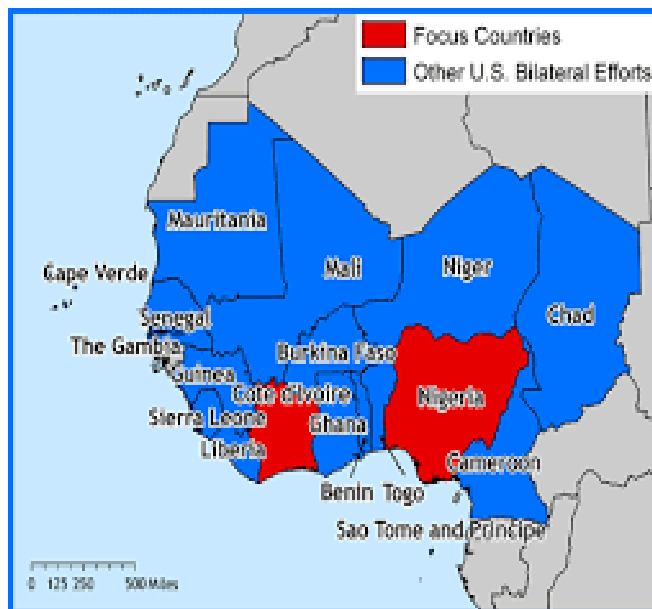 Focus Countries
Other U.S. Bilateral Efforts
Mauritania
Mali
Niger
Cape Verde
Chad
Senegal
The Gambia
Burkina Faso
Guinea
Cote d'Ivoire
Nigeria
Sierra Leone
Ghana
Liberia
Cameroon
Benin Togo
Sao Tome and Principe
0 125 250 500 Miles